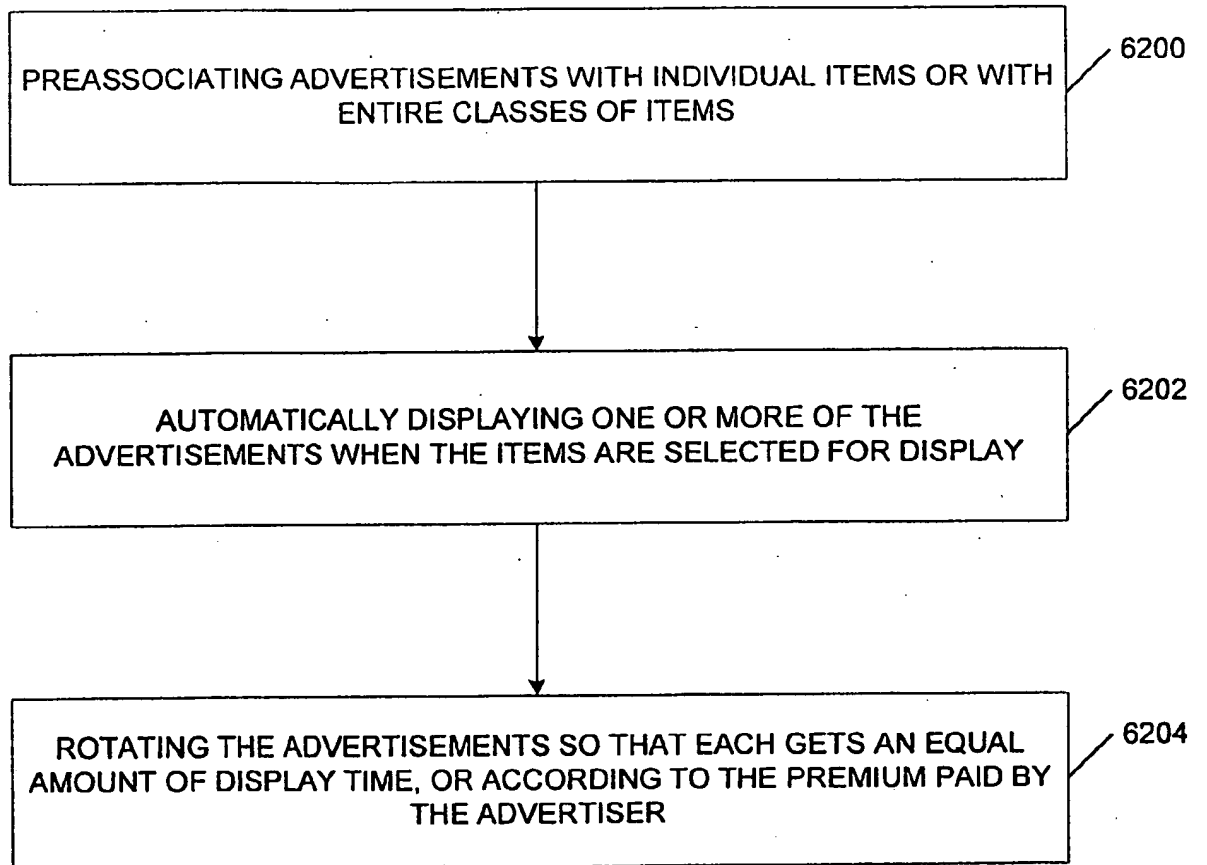 6200
PREASSOCIATING ADVERTISEMENTS WITH INDIVIDUAL ITEMS OR WITH
ENTIRE CLASSES OF ITEMS
6202
AUTOMATICALLY DISPLAYING ONE OR MORE OF THE
ADVERTISEMENTS WHEN THE ITEMS ARE SELECTED FOR DISPLAY
6204
ROTATING THE ADVERTISEMENTS SO THAT EACH GETS AN EQUAL
AMOUNT OF DISPLAY TIME, OR ACCORDING TO THE PREMIUM PAID BY
THE ADVERTISER